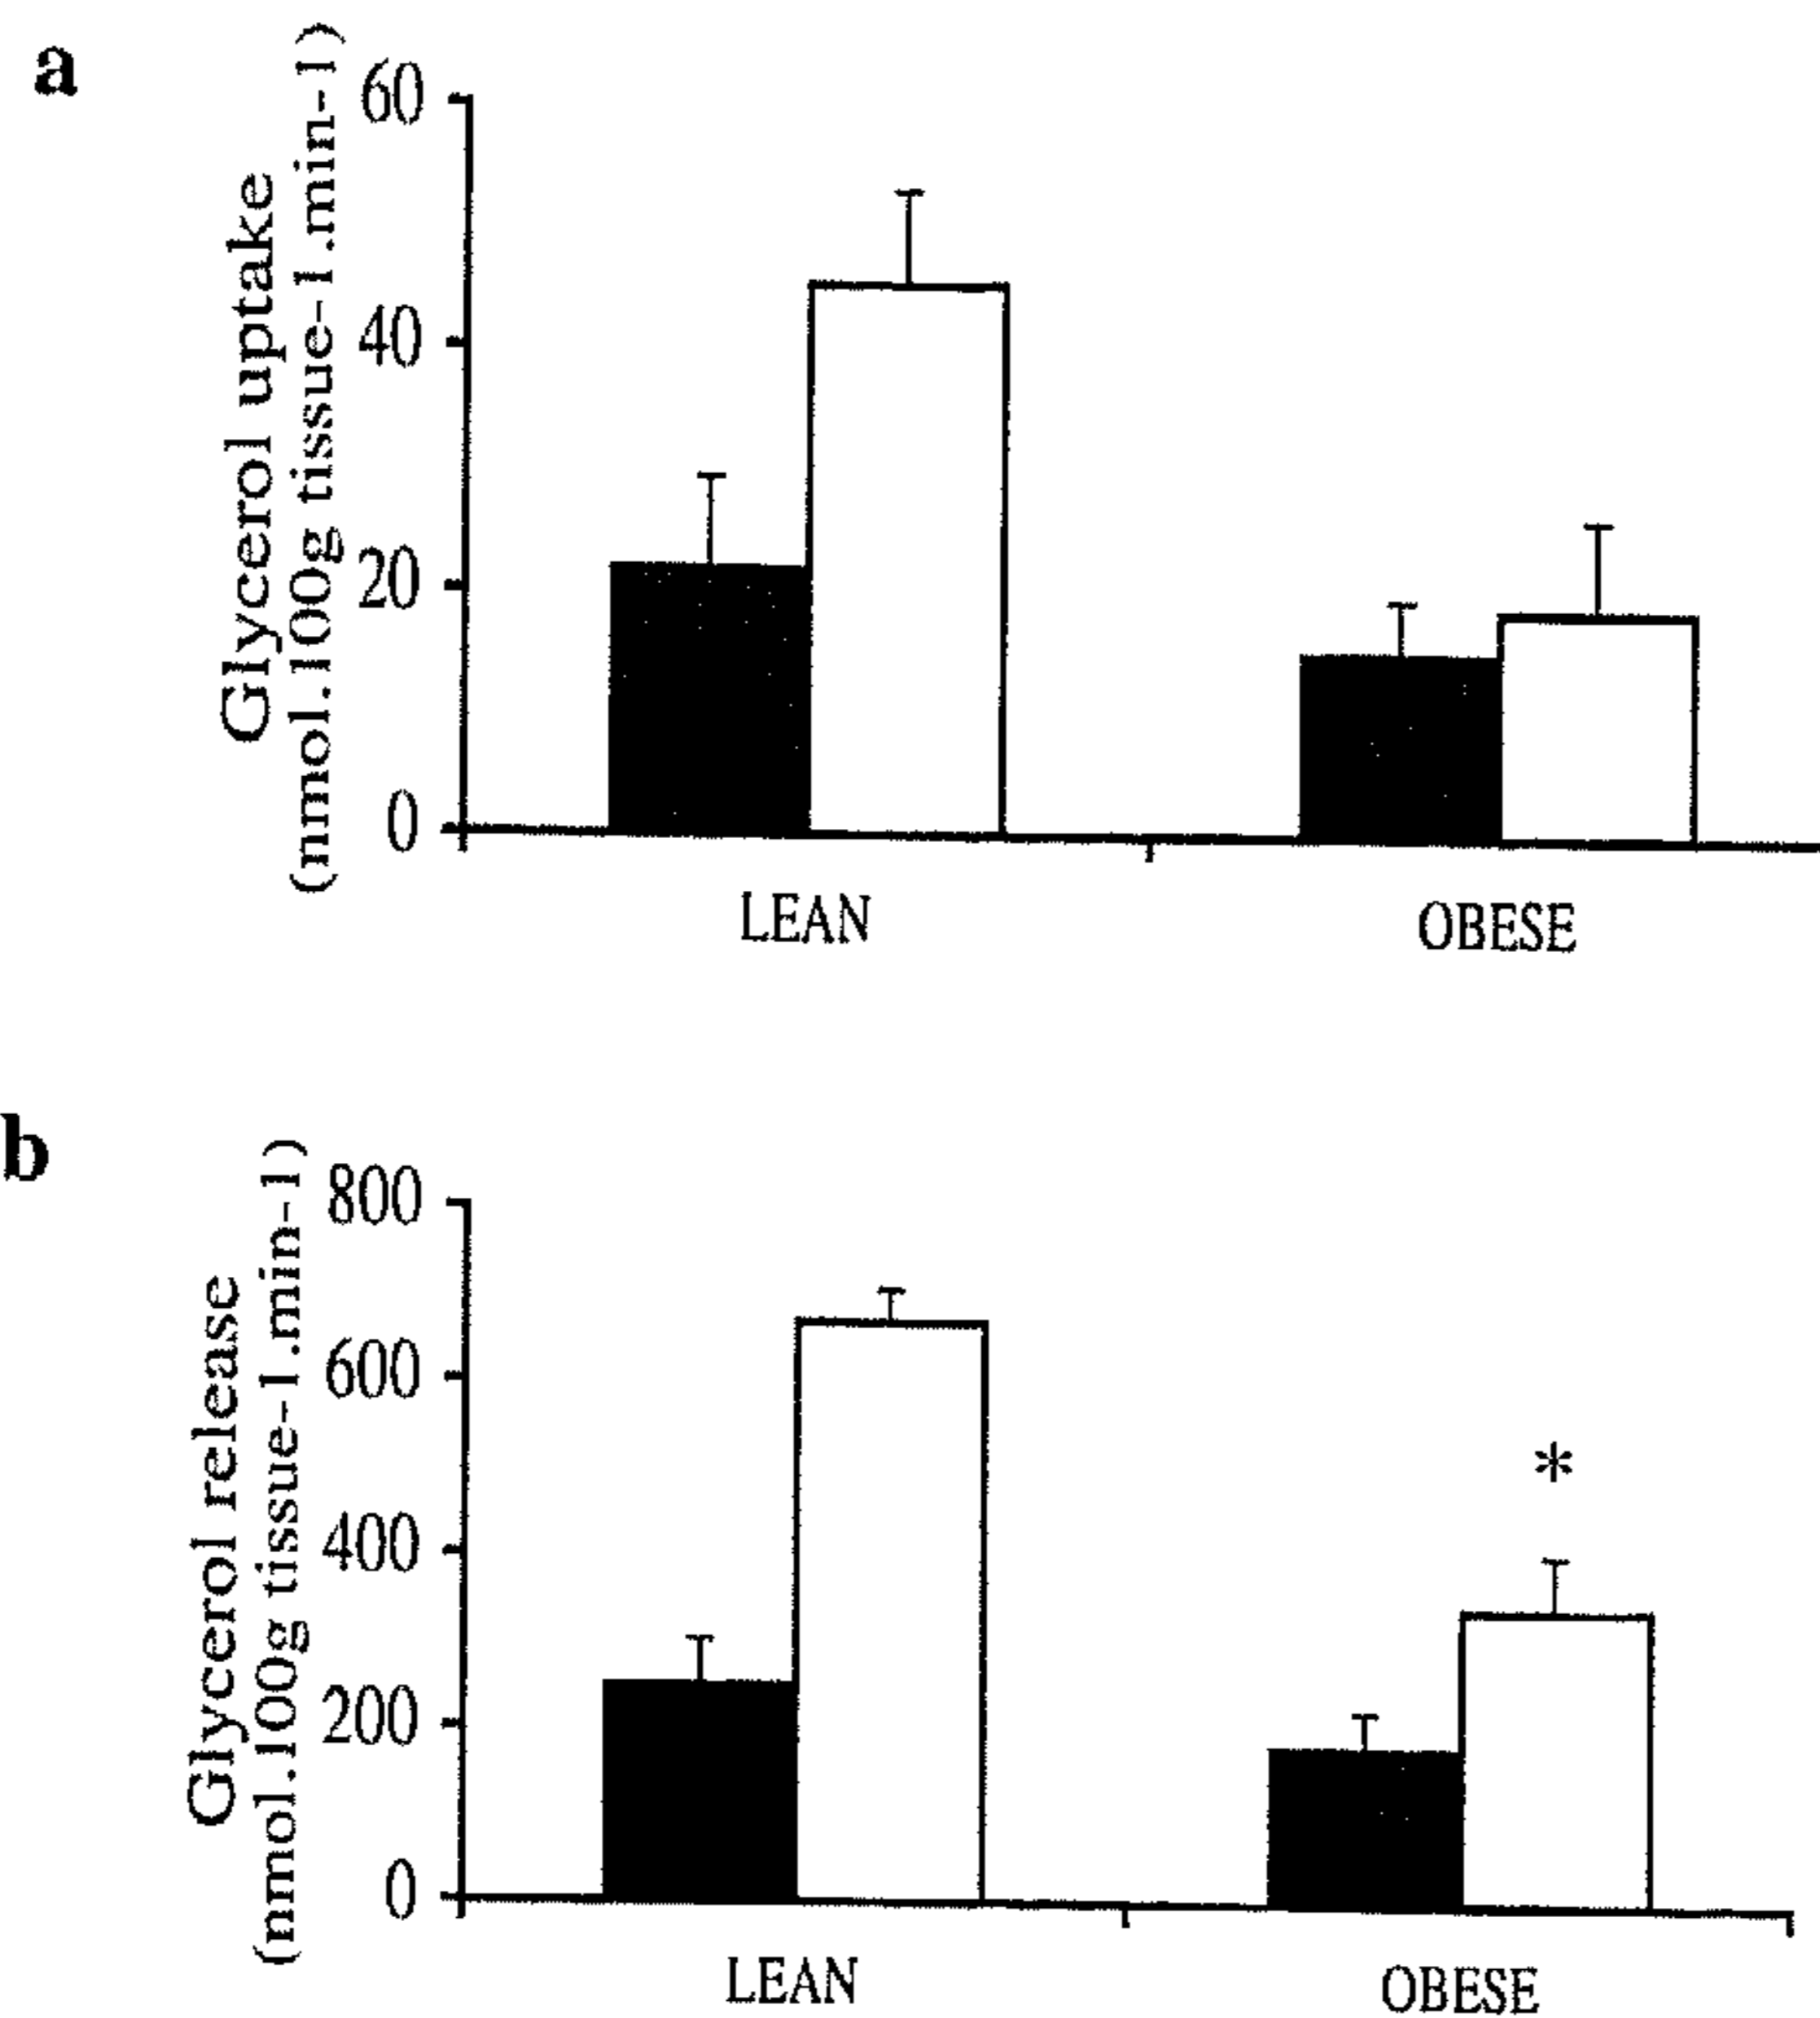 a
Glycerol uptake
(nmol.100g tissue-1.min-1)
60
40
20
0
LEAN
OBESE
b
Glycerol release
(nmol.100g tissue-1.min-1)
800
600
400
200
0
*
LEAN
OBESE